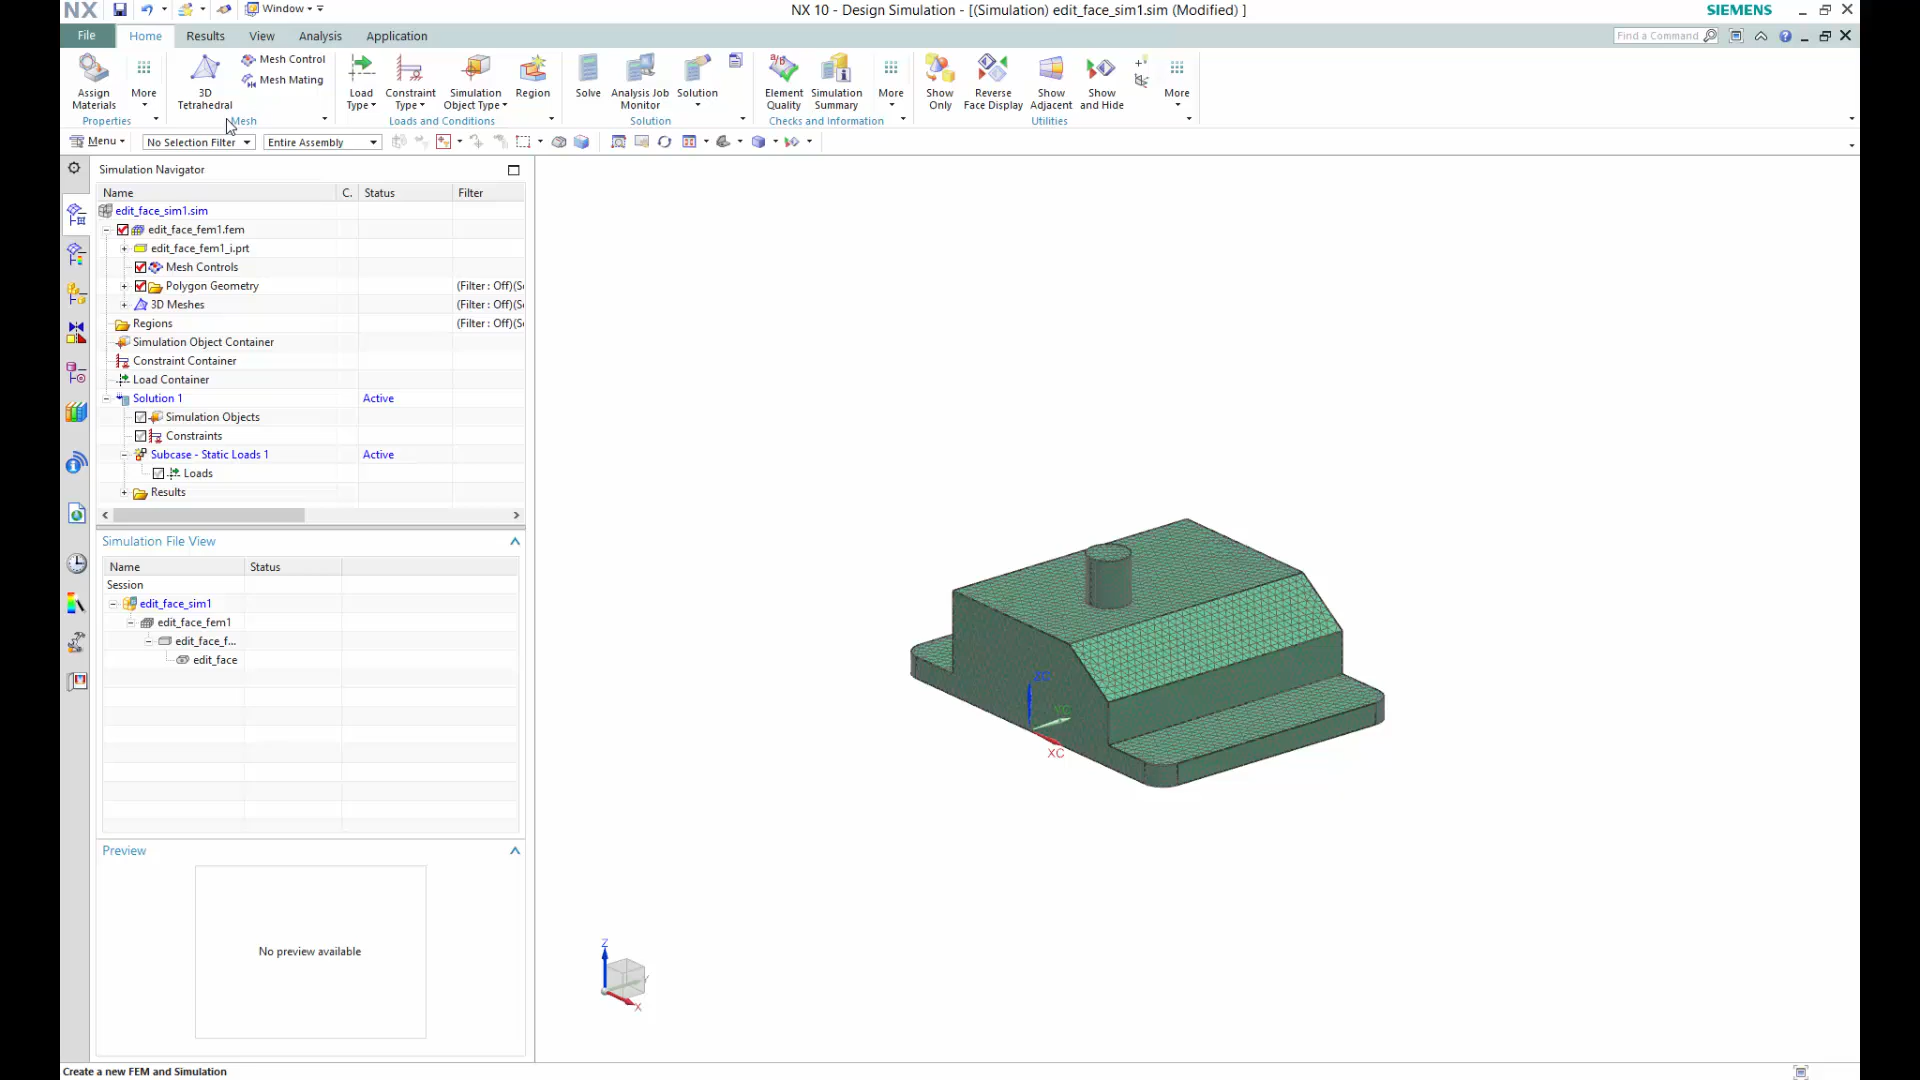 NX
Window
NX 10 - Design Simulation - [(Simulation) edit_face_sim1.sim (Modified) ]
SIEMENS
File
Home
Results
View
Analysis
Application
Find a Command
Assign
Materials
More
3D
Tetrahedral
Mesh Control
Mesh Mating
Load
Type
Constraint
Type
Simulation
Object Type
Region
Solve
Analysis Job
Monitor
Solution
Element
Quality
Simulation
Summary
More
Show
Only
Reverse
Face Display
Show
Adjacent
Show
and Hide
More
Properties
Mesh
Loads and Conditions
Solution
Checks and Information
Utilities
Menu
No Selection Filter
Entire Assembly
Simulation Navigator
Name
C.
Status
Filter
edit_face_sim1.sim
edit_face_fem1.fem
edit_face_fem1_i.prt
Mesh Controls
Polygon Geometry
(Filter : Off)(S
3D Meshes
(Filter : Off)(S
Regions
(Filter : Off)(S
Simulation Object Container
Constraint Container
Load Container
Solution 1
Active
Simulation Objects
Constraints
Subcase - Static Loads 1
Active
Loads
Results
Simulation File View
Name
Status
Session
edit_face_sim1
edit_face_fem1
edit_face_f...
edit_face
Preview
No preview available
ZC
YC
XC
Z
Y
X
Create a new FEM and Simulation